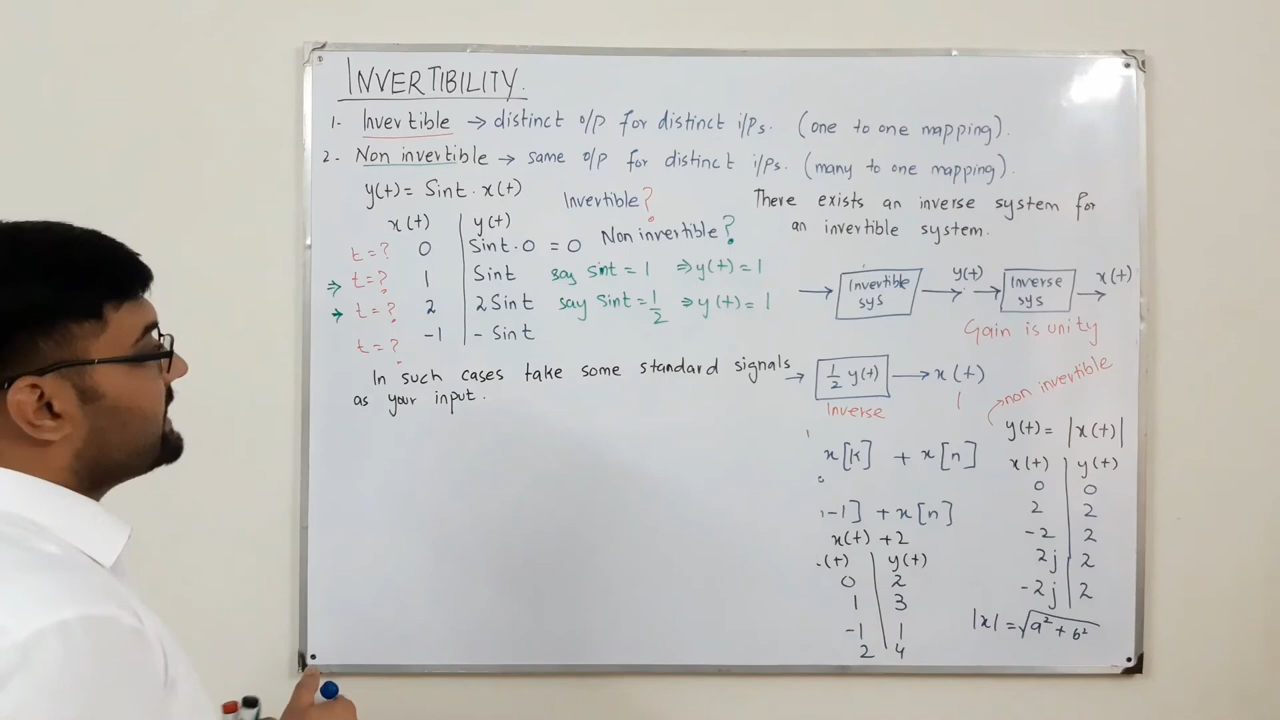 INVERTIBILITY.
1- Invertible → distinct o/p for distinct i/ps. (one to one mapping).
2- Non invertible → same o/p for distinct i/ps. (many to one mapping).
y(t) = Sint . x(t)
Invertible?
Non invertible?
x(t) | y(t)
t=? 0 | Sint . 0 = 0
⇒ t=? 1 | Sint say sint = 1 ⇒ y(t) = 1
→ t=? 2 | 2 Sint say Sint = 1/2 ⇒ y(t) = 1
t=? -1 | - Sint
In such cases take some standard signals
as your input.
There exists an inverse system for
an invertible system.
→ Invertible sys → y(t) → Inverse sys → x(t)
Gain is unity
→ 1/2 y(t) → x(t)
Inverse
x[k] + x[n]
-1] + x[n]
x(t) + 2
(t) | y(t)
0 | 2
1 | 3
-1 | 1
2 | 4
non invertible
y(t) = |x(t)|
x(t) | y(t)
0 | 0
2 | 2
-2 | 2
2j | 2
-2j | 2
|x| = √a² + b²